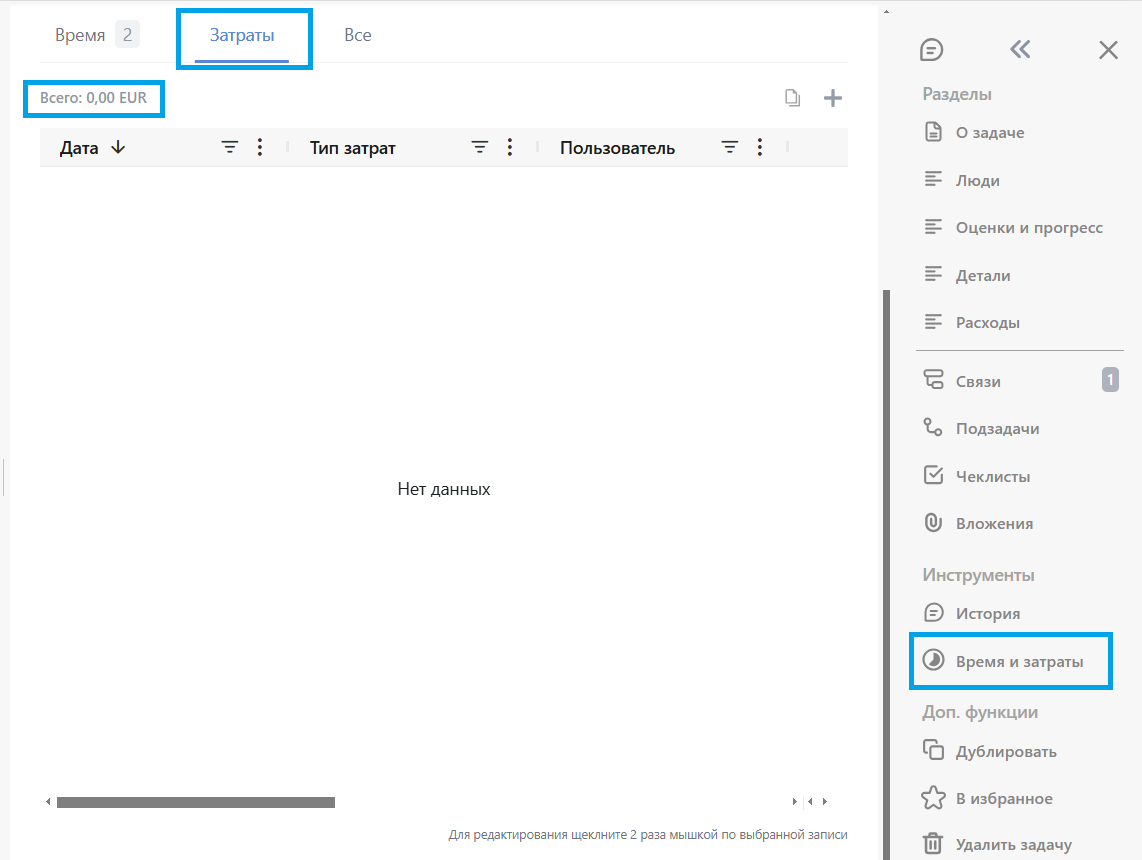 Время 2 Затраты Все
Всего: 0,00 EUR
Дата Тип затрат Пользователь
Нет данных
Для редактирования щеклните 2 раза мышкой по выбранной записи
Разделы
О задаче
Люди
Оценки и прогресс
Детали
Расходы
Связи 1
Подзадачи
Чеклисты
Вложения
Инструменты
История
Время и затраты
Доп. функции
Дублировать
В избранное
Удалить задачу